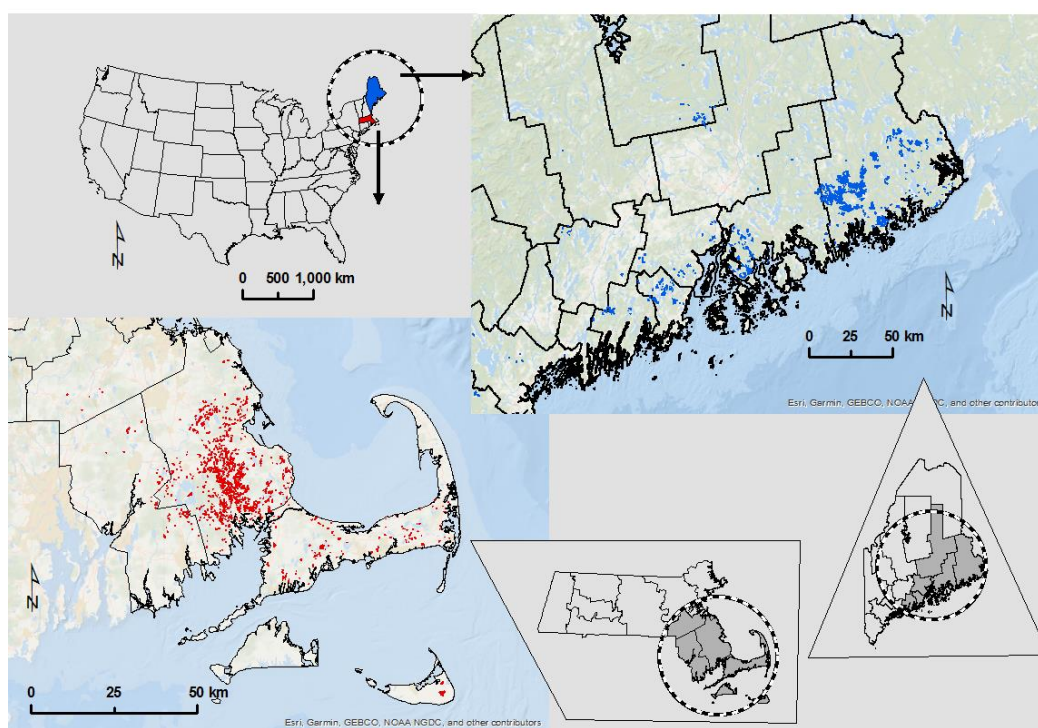 N
0 500 1,000 km
N
0 25 50 km
Esri, Garmin, GEBCO, NOAA NGDC, and other contributors
N
0 25 50 km
Esri, Garmin, GEBCO, NOAA NGDC, and other contributors